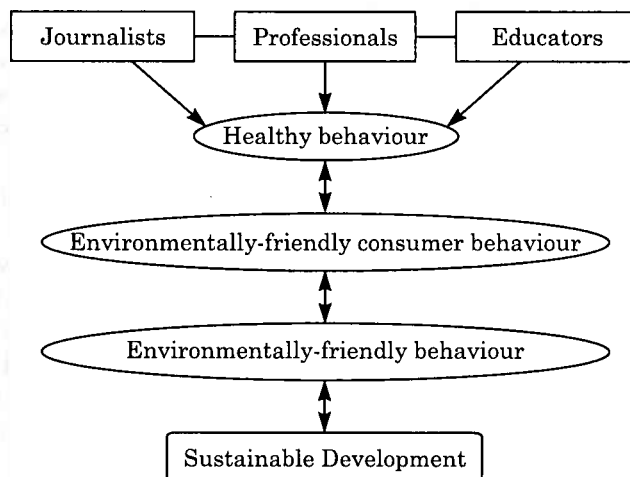 Journalists
Professionals
Educators
Healthy behaviour
Environmentally-friendly consumer behaviour
Environmentally-friendly behaviour
Sustainable Development